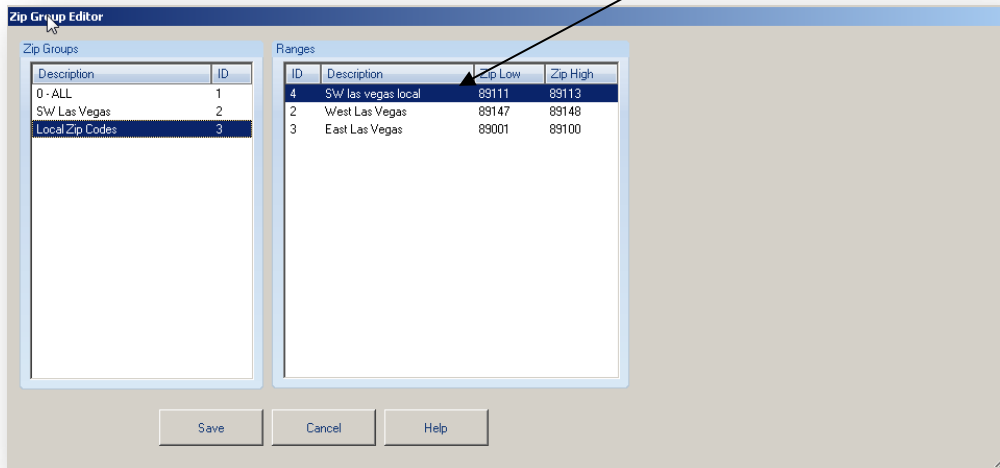 Zip Group Editor
Zip Groups
Description ID
0 - ALL 1
SW Las Vegas 2
Local Zip Codes 3
Ranges
ID Description Zip Low Zip High
4 SW las vegas local 89111 89113
2 West Las Vegas 89147 89148
3 East Las Vegas 89001 89100
Save Cancel Help